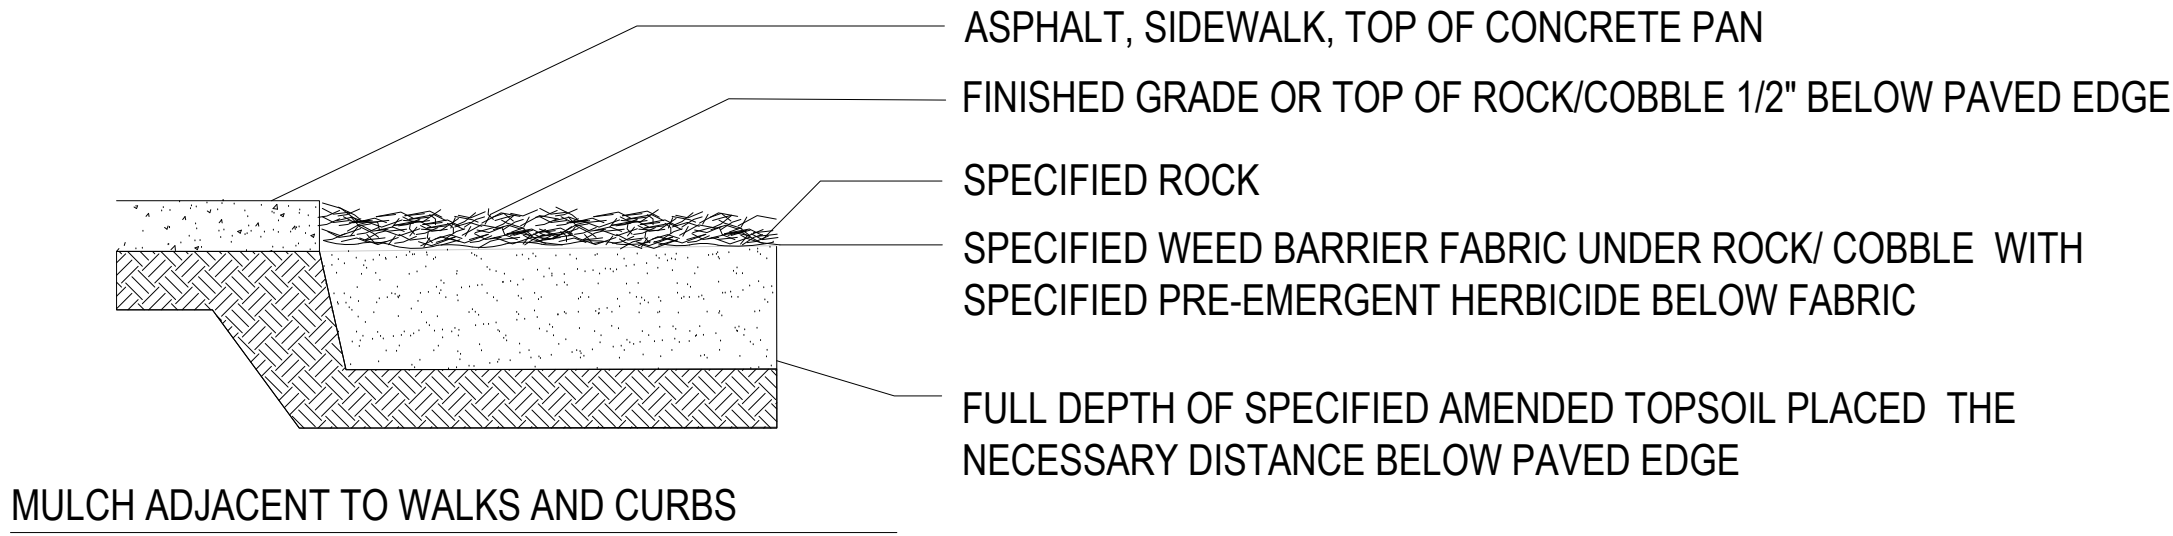 ASPHALT, SIDEWALK, TOP OF CONCRETE PAN
FINISHED GRADE OR TOP OF ROCK/COBBLE 1/2" BELOW PAVED EDGE
SPECIFIED ROCK
SPECIFIED WEED BARRIER FABRIC UNDER ROCK/ COBBLE WITH
SPECIFIED PRE-EMERGENT HERBICIDE BELOW FABRIC
FULL DEPTH OF SPECIFIED AMENDED TOPSOIL PLACED THE
NECESSARY DISTANCE BELOW PAVED EDGE
MULCH ADJACENT TO WALKS AND CURBS